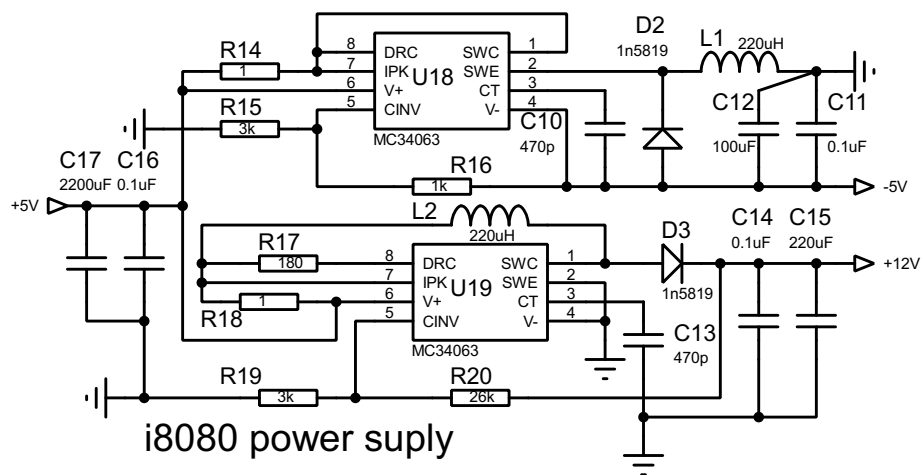 D2
1n5819
L1
220uH
R14
1
8
7
6
5
DRC
IPK
V+
CINV
U18
SWC
SWE
CT
V-
1
2
3
4
MC34063
R15
3k
C10
470p
C12
100uF
C11
0.1uF
C17
2200uF
C16
0.1uF
R16
1k
-5V
+5V
L2
220uH
R17
180
R18
1
8
7
6
5
DRC
IPK
V+
CINV
U19
SWC
SWE
CT
V-
1
2
3
4
MC34063
D3
1n5819
C14
0.1uF
C15
220uF
+12V
C13
470p
R19
3k
R20
26k
i8080 power suply